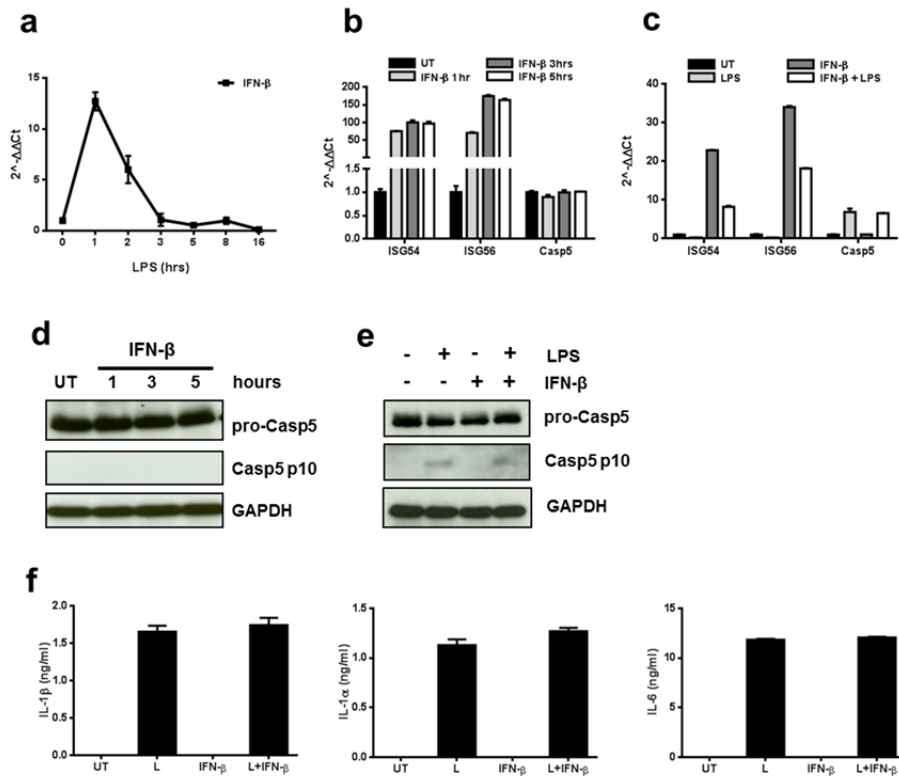 a
IFN-β
2^-ΔΔCt
15
10
5
0
0 1 2 3 5 8 16
LPS (hrs)
b
UT IFN-β 3hrs
IFN-β 1hr IFN-β 5hrs
2^-ΔΔCt
200
150
100
50
1.5
1.0
0.5
0.0
ISG54 ISG56 Casp5
c
UT IFN-β
LPS IFN-β + LPS
2^-ΔΔCt
40
30
20
10
0
ISG54 ISG56 Casp5
d
IFN-β
UT 1 3 5 hours
pro-Casp5
Casp5 p10
GAPDH
e
- + - + LPS
- - + + IFN-β
pro-Casp5
Casp5 p10
GAPDH
f
IL-1β (ng/ml)
2.0
1.5
1.0
0.5
0.0
UT L IFN-β L+IFN-β
IL-1α (ng/ml)
1.5
1.0
0.5
0.0
UT L IFN-β L+IFN-β
IL-6 (ng/ml)
15
10
5
0
UT L IFN-β L+IFN-β